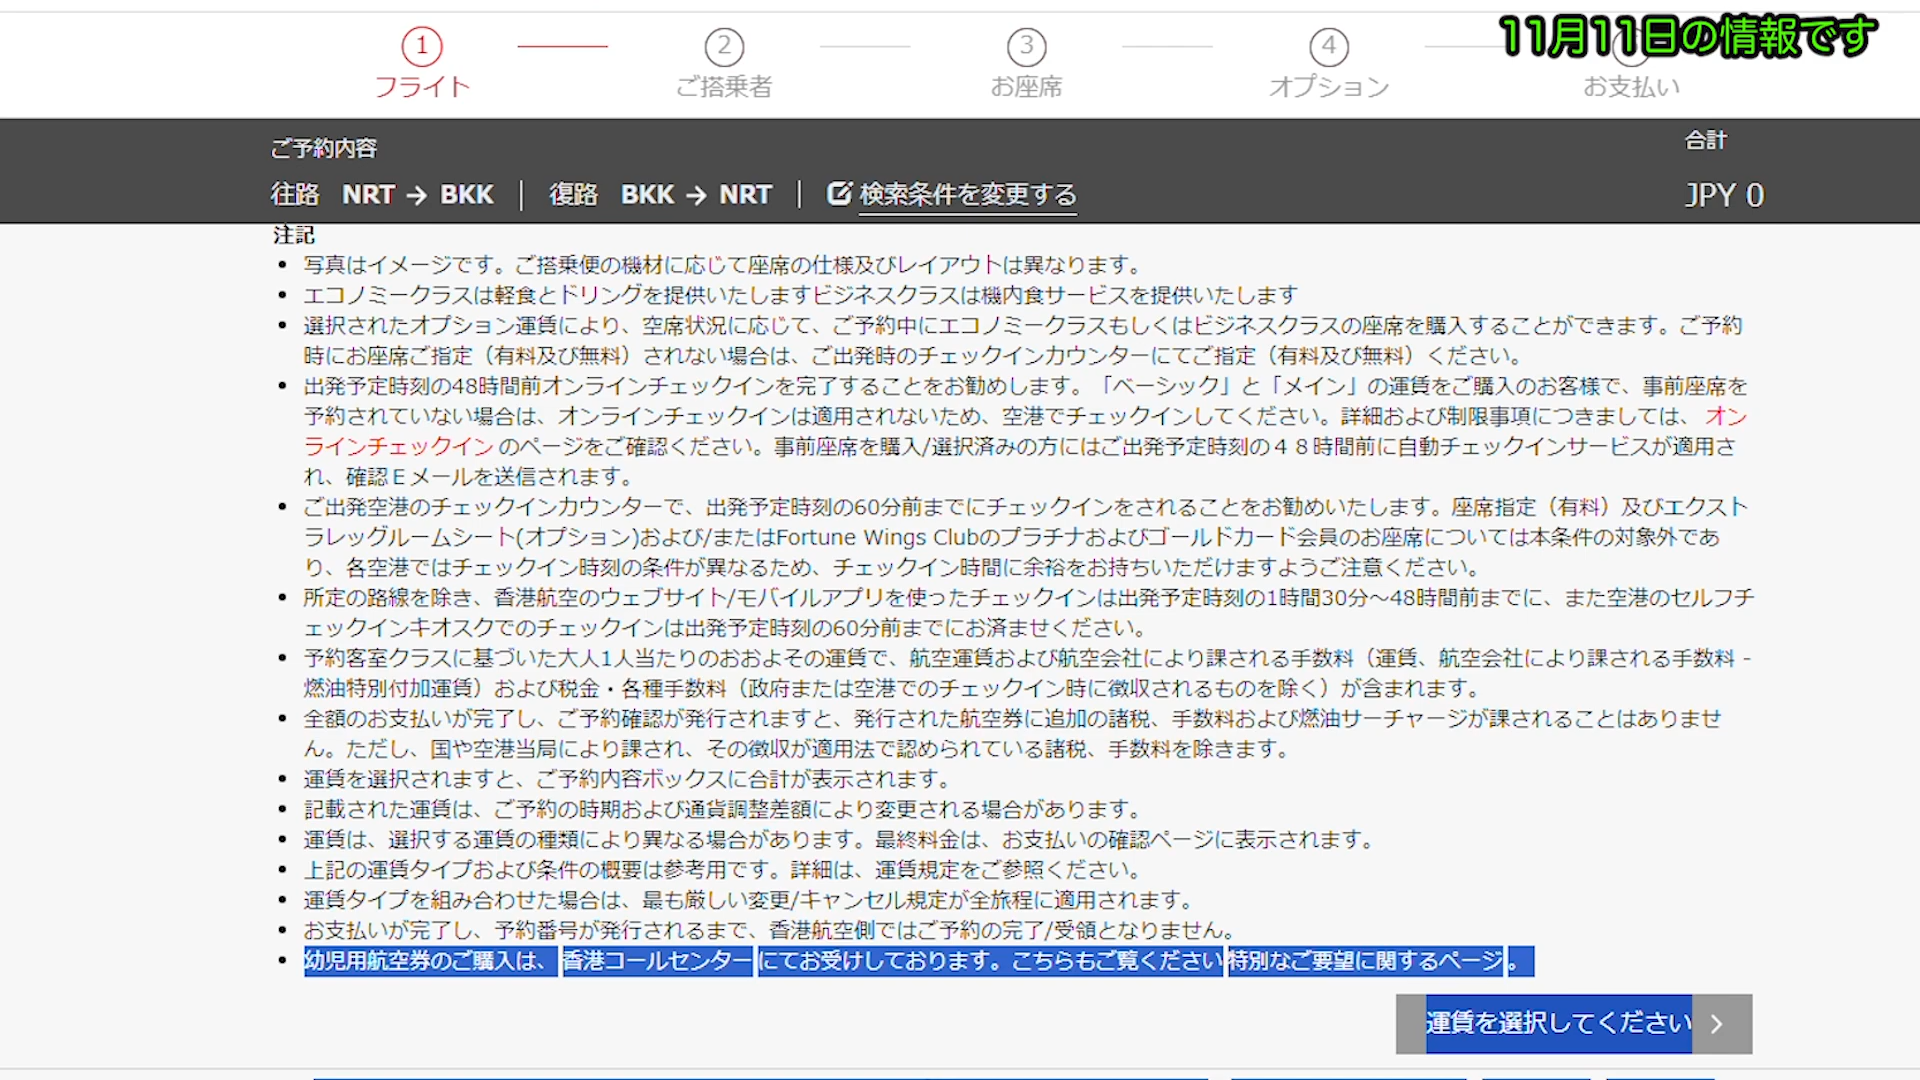 11月11日の情報です
1
2
3
4
フライト
ご搭乗者
お座席
オプション
お支払い
ご予約内容
合計
往路 NRT → BKK | 復路 BKK → NRT | 検索条件を変更する
JPY 0
注記
• 写真はイメージです。ご搭乗便の機材に応じて座席の仕様及びレイアウトは異なります。
• エコノミークラスは軽食とドリングを提供いたしますビジネスクラスは機内食サービスを提供いたします
• 選択されたオプション運賃により、空席状況に応じて、ご予約中にエコノミークラスもしくはビジネスクラスの座席を購入することができます。ご予約
時にお座席ご指定（有料及び無料）されない場合は、ご出発時のチェックインカウンターにてご指定（有料及び無料）ください。
• 出発予定時刻の48時間前オンラインチェックインを完了することをお勧めします。「ベーシック」と「メイン」の運賃をご購入のお客様で、事前座席を
予約されていない場合は、オンラインチェックインは適用されないため、空港でチェックインしてください。詳細および制限事項につきましては、 オン
ラインチェックイン のページをご確認ください。事前座席を購入/選択済みの方にはご出発予定時刻の４８時間前に自動チェックインサービスが適用さ
れ、確認Ｅメールを送信されます。
• ご出発空港のチェックインカウンターで、出発予定時刻の60分前までにチェックインをされることをお勧めいたします。座席指定（有料）及びエクスト
ラレッグルームシート(オプション)および/またはFortune Wings Clubのプラチナおよびゴールドカード会員のお座席については本条件の対象外であ
り、各空港ではチェックイン時刻の条件が異なるため、チェックイン時間に余裕をお持ちいただけますようご注意ください。
• 所定の路線を除き、香港航空のウェブサイト/モバイルアプリを使ったチェックインは出発予定時刻の1時間30分～48時間前までに、また空港のセルフチ
ェックインキオスクでのチェックインは出発予定時刻の60分前までにお済ませください。
• 予約客室クラスに基づいた大人1人当たりのおおよその運賃で、航空運賃および航空会社により課される手数料（運賃、航空会社により課される手数料 -
燃油特別付加運賃）および税金・各種手数料（政府または空港でのチェックイン時に徴収されるものを除く）が含まれます。
• 全額のお支払いが完了し、ご予約確認が発行されますと、発行された航空券に追加の諸税、手数料および燃油サーチャージが課されることはありませ
ん。ただし、国や空港当局により課され、その徴収が適用法で認められている諸税、手数料を除きます。
• 運賃を選択されますと、ご予約内容ボックスに合計が表示されます。
• 記載された運賃は、ご予約の時期および通貨調整差額により変更される場合があります。
• 運賃は、選択する運賃の種類により異なる場合があります。最終料金は、お支払いの確認ページに表示されます。
• 上記の運賃タイプおよび条件の概要は参考用です。詳細は、運賃規定をご参照ください。
• 運賃タイプを組み合わせた場合は、最も厳しい変更/キャンセル規定が全旅程に適用されます。
• お支払いが完了し、予約番号が発行されるまで、香港航空側ではご予約の完了/受領となりません。
• 幼児用航空券のご購入は、 香港コールセンター にてお受けしております。こちらもご覧ください 特別なご要望に関するページ 。
運賃を選択してください